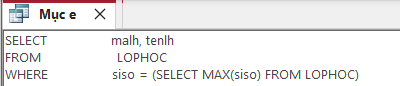 Mục e
SELECT malh, tenlh
FROM LOPHOC
WHERE siso = (SELECT MAX(siso) FROM LOPHOC)